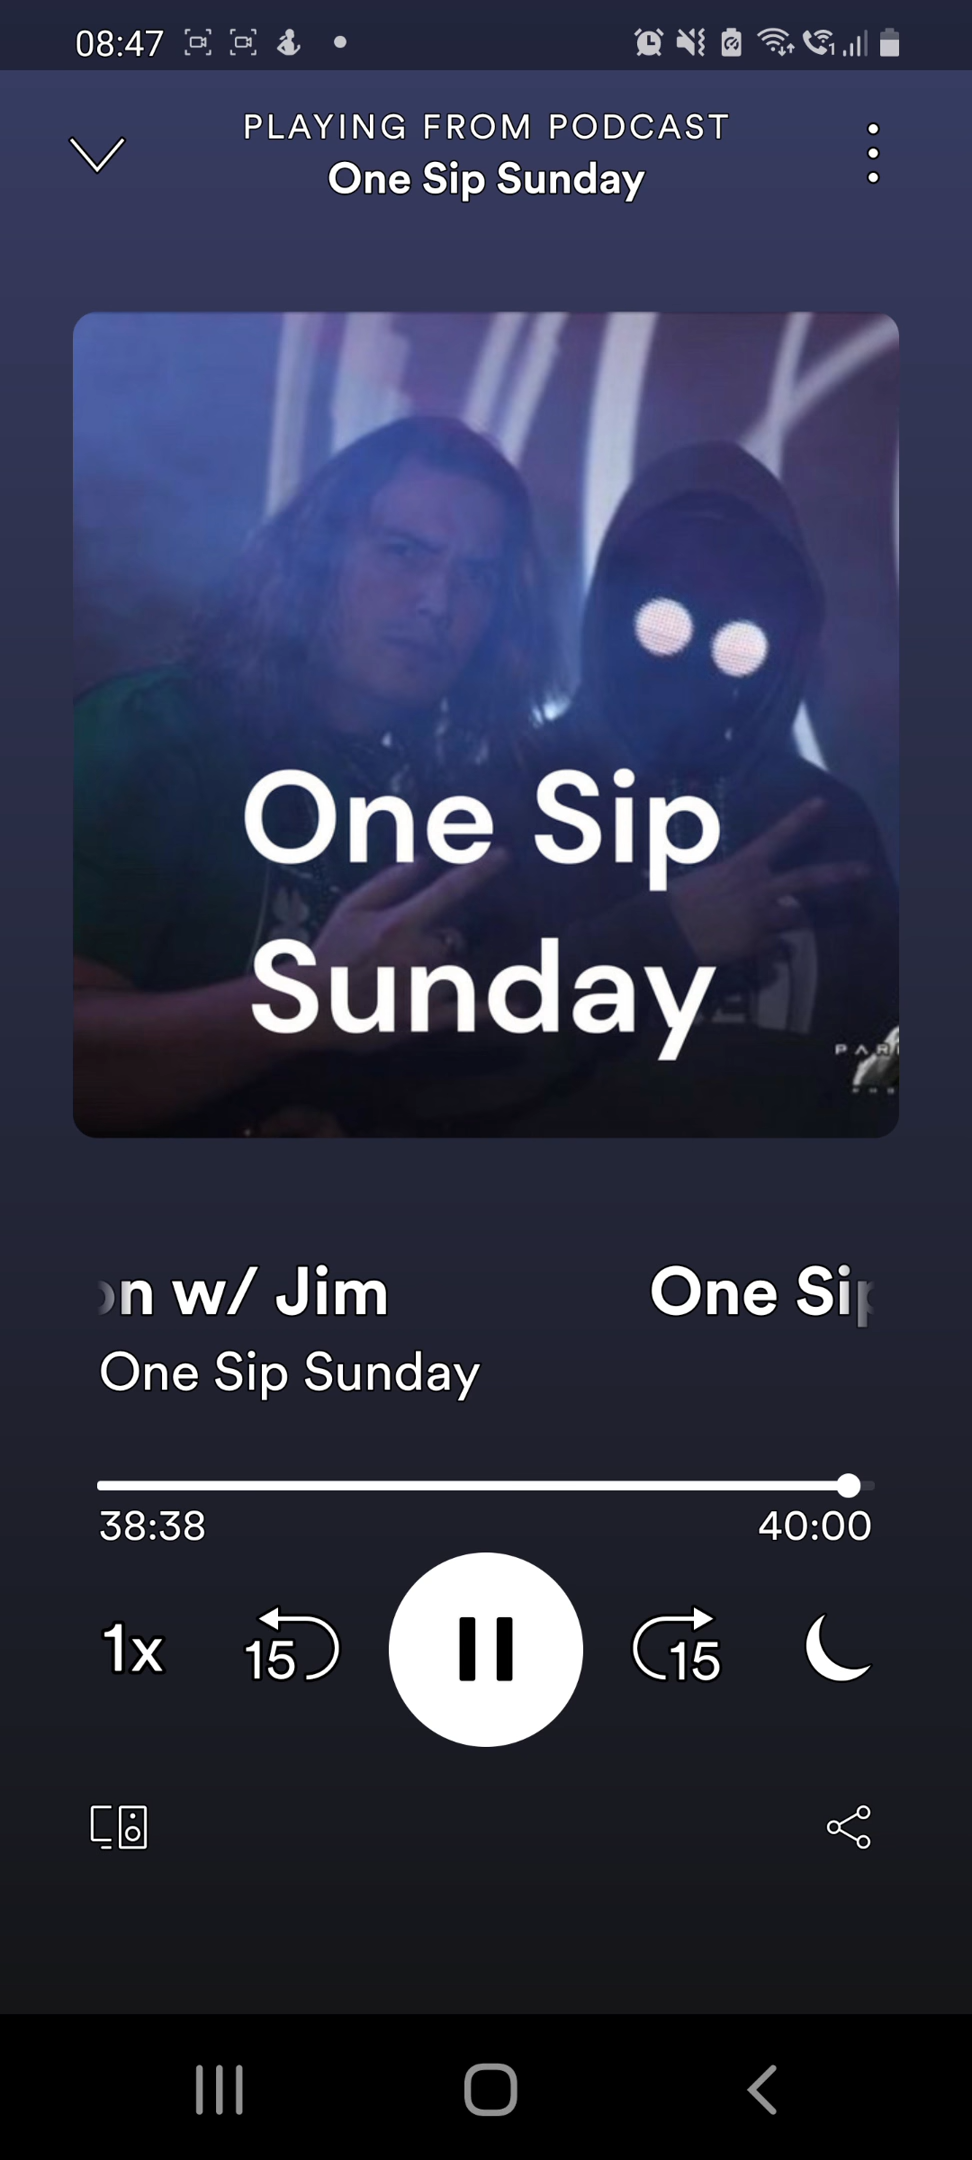 08:47
PLAYING FROM PODCAST
One Sip Sunday
One Sip
Sunday
n w/ Jim One Sip
One Sip Sunday
38:38 40:00
1x 15 15